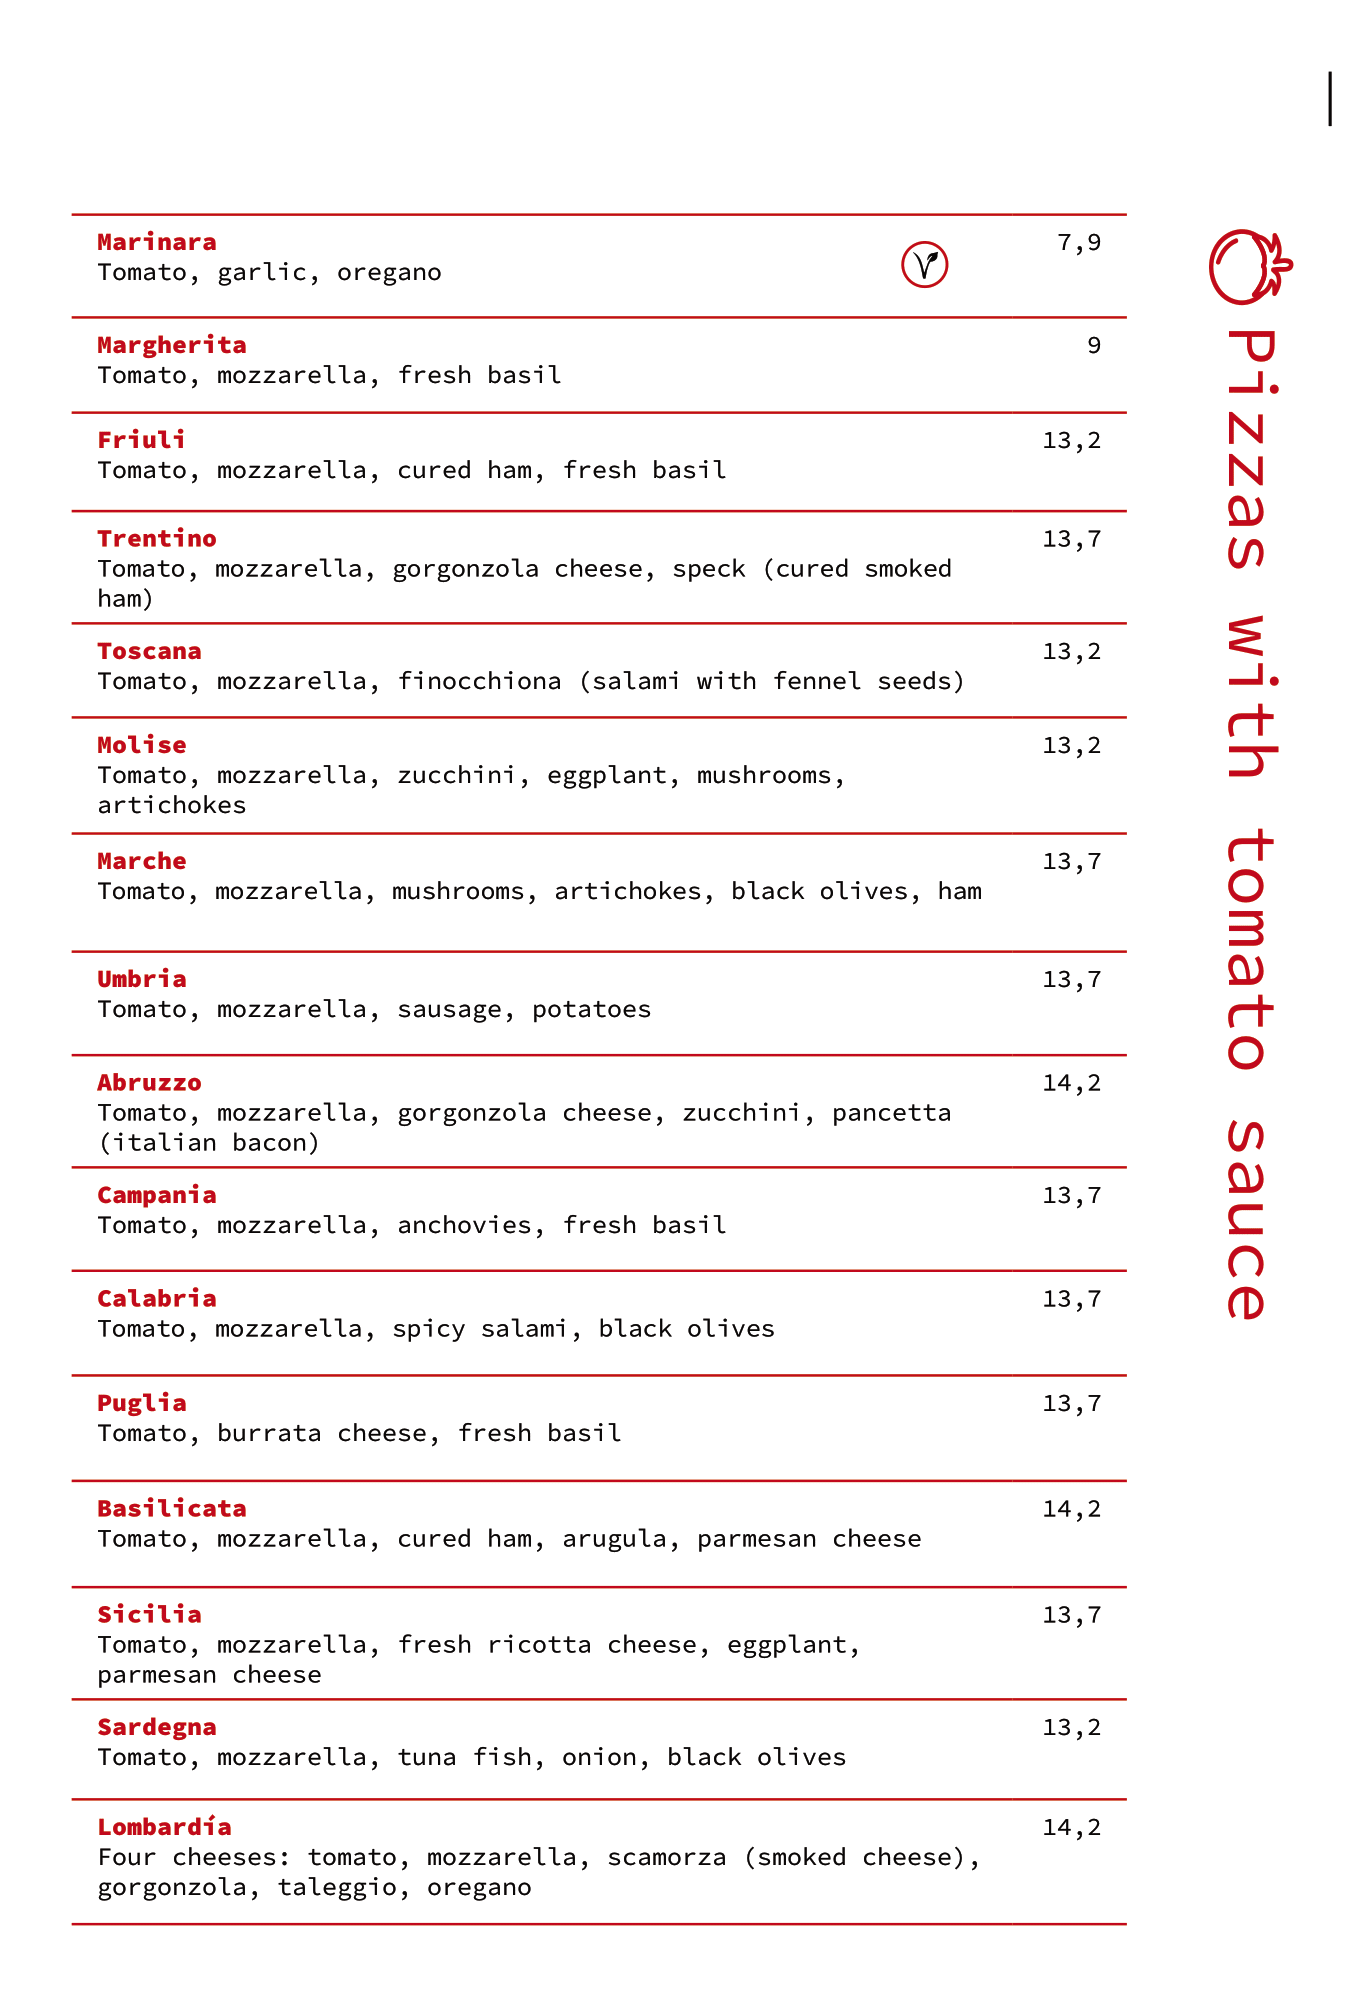 Pizzas with tomato sauce
Marinara 7,9
Tomato, garlic, oregano
V
Margherita 9
Tomato, mozzarella, fresh basil
Friuli 13,2
Tomato, mozzarella, cured ham, fresh basil
Trentino 13,7
Tomato, mozzarella, gorgonzola cheese, speck (cured smoked
ham)
Toscana 13,2
Tomato, mozzarella, finocchiona (salami with fennel seeds)
Molise 13,2
Tomato, mozzarella, zucchini, eggplant, mushrooms,
artichokes
Marche 13,7
Tomato, mozzarella, mushrooms, artichokes, black olives, ham
Umbria 13,7
Tomato, mozzarella, sausage, potatoes
Abruzzo 14,2
Tomato, mozzarella, gorgonzola cheese, zucchini, pancetta
(italian bacon)
Campania 13,7
Tomato, mozzarella, anchovies, fresh basil
Calabria 13,7
Tomato, mozzarella, spicy salami, black olives
Puglia 13,7
Tomato, burrata cheese, fresh basil
Basilicata 14,2
Tomato, mozzarella, cured ham, arugula, parmesan cheese
Sicilia 13,7
Tomato, mozzarella, fresh ricotta cheese, eggplant,
parmesan cheese
Sardegna 13,2
Tomato, mozzarella, tuna fish, onion, black olives
Lombardía 14,2
Four cheeses: tomato, mozzarella, scamorza (smoked cheese),
gorgonzola, taleggio, oregano